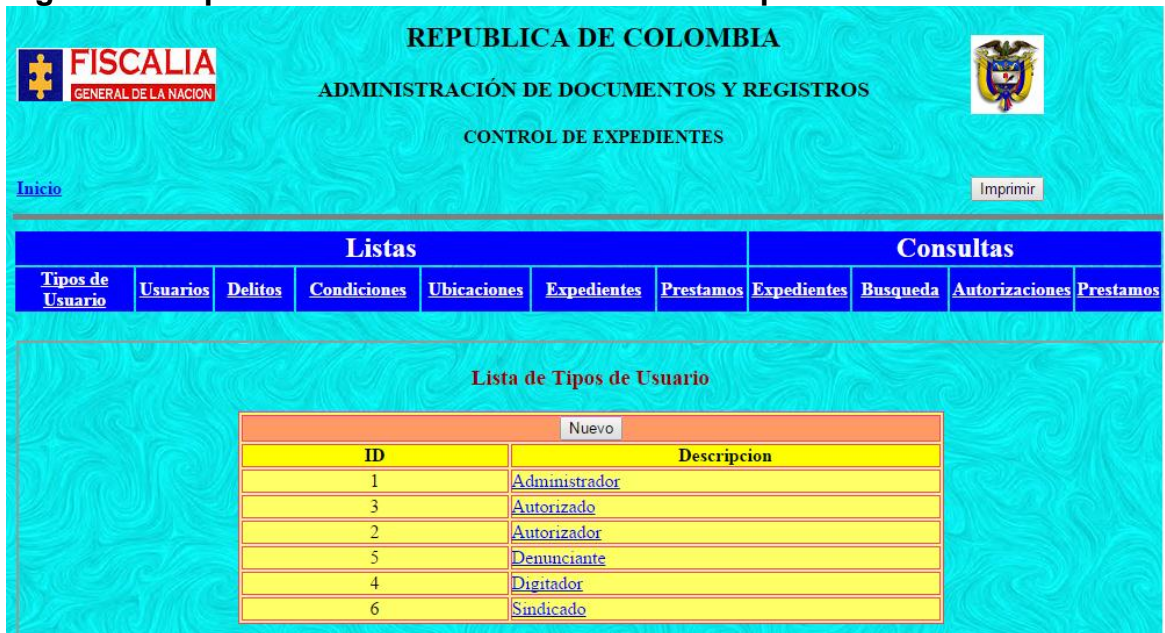 REPUBLICA DE COLOMBIA
FISCALIA
GENERAL DE LA NACION
ADMINISTRACIÓN DE DOCUMENTOS Y REGISTROS
CONTROL DE EXPEDIENTES
Inicio
Imprimir
Listas Consultas
Tipos de Usuario Usuarios Delitos Condiciones Ubicaciones Expedientes Prestamos Expedientes Busqueda Autorizaciones Prestamos
Lista de Tipos de Usuario
Nuevo
ID Descripcion
1 Administrador
3 Autorizado
2 Autorizador
5 Denunciante
4 Digitador
6 Sindicado